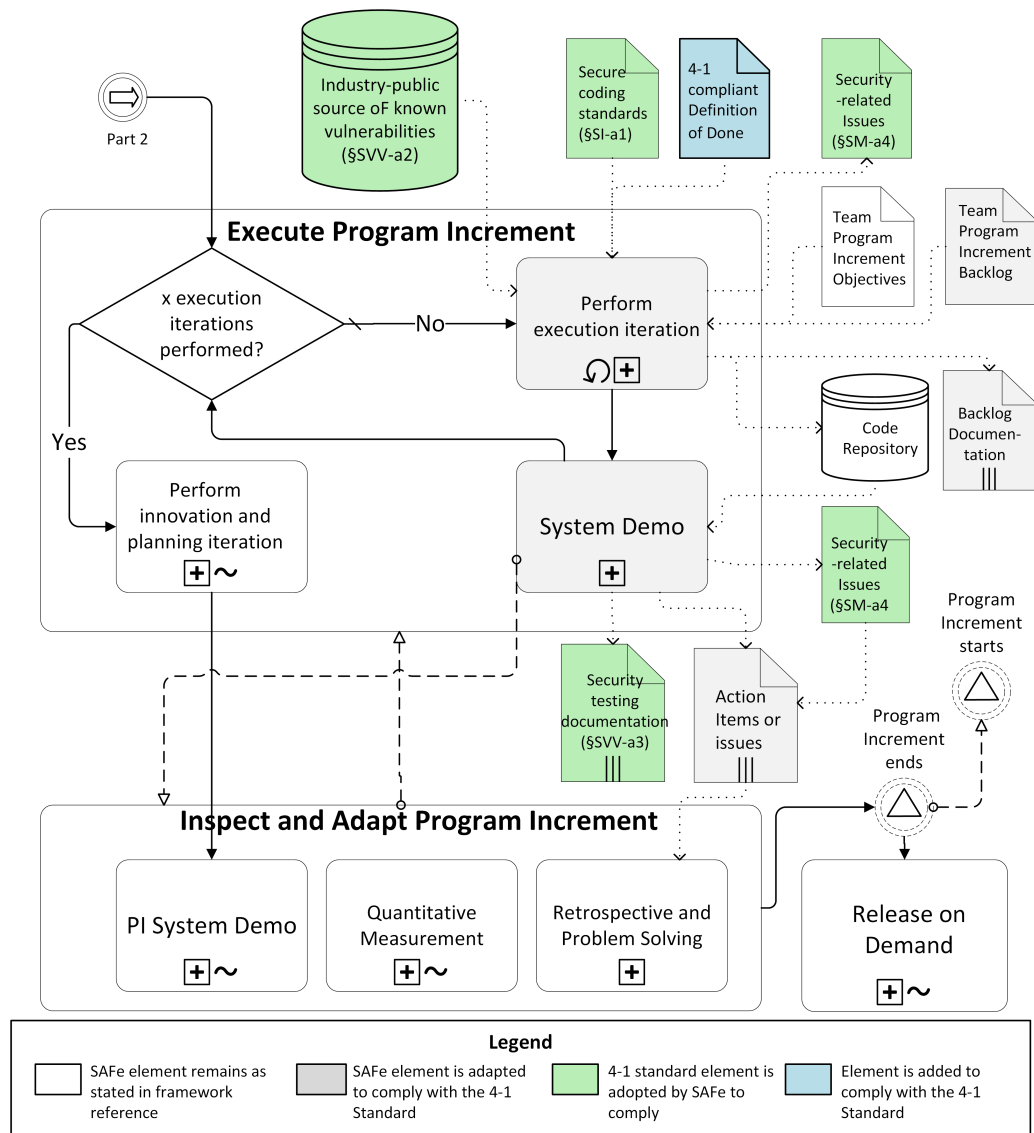 Part 2
Industry-public
source oF known
vulnerabilities
(§SVV-a2)
Secure
coding
standards
(§SI-a1)
4-1
compliant
Definition
of Done
Security
-related
Issues
(§SM-a4)
Team
Program
Increment
Objectives
Team
Program
Increment
Backlog
Execute Program Increment
x execution
iterations
performed?
No
Yes
Perform
execution iteration
Code
Repository
Backlog
Documen-
tation
Perform
innovation and
planning iteration
System Demo
Security
-related
Issues
(§SM-a4
Security
testing
documentation
(§SVV-a3)
Action
Items or
issues
Program
Increment
starts
Program
Increment
ends
Inspect and Adapt Program Increment
PI System Demo
Quantitative
Measurement
Retrospective and
Problem Solving
Release on
Demand
Legend
SAFe element remains as
stated in framework
reference
SAFe element is adapted
to comply with the 4-1
Standard
4-1 standard element is
adopted by SAFe to
comply
Element is added to
comply with the 4-1
Standard